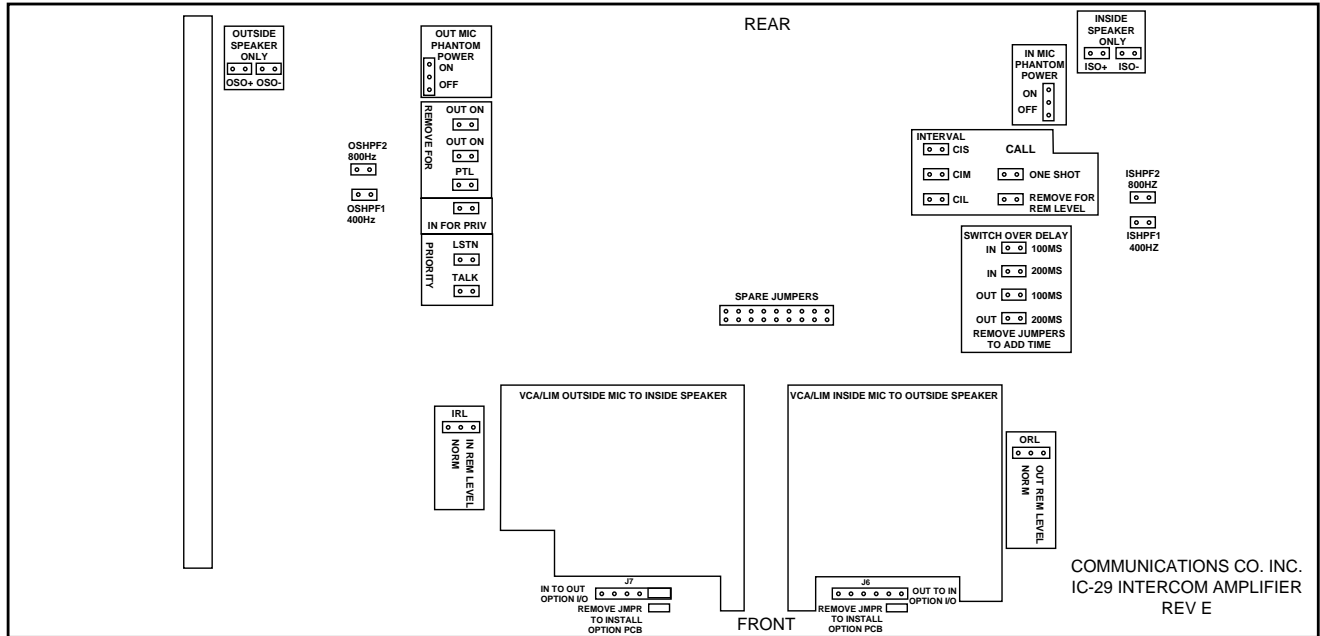 REAR
OUTSIDE
SPEAKER
ONLY
OSO+ OSO-
OUT MIC
PHANTOM
POWER
ON
OFF
REMOVE FOR
OUT ON
OUT ON
PTL
IN FOR PRIV
PRIORITY
LSTN
TALK
OSHPF2
800Hz
OSHPF1
400Hz
INSIDE
SPEAKER
ONLY
ISO+ ISO-
IN MIC
PHANTOM
POWER
ON
OFF
INTERVAL
CIS
CIM
CIL
CALL
ONE SHOT
REMOVE FOR
REM LEVEL
ISHPF2
800HZ
ISHPF1
400HZ
SWITCH OVER DELAY
IN 100MS
IN 200MS
OUT 100MS
OUT 200MS
REMOVE JUMPERS
TO ADD TIME
SPARE JUMPERS
VCA/LIM OUTSIDE MIC TO INSIDE SPEAKER
VCA/LIM INSIDE MIC TO OUTSIDE SPEAKER
IRL
IN REM LEVEL
NORM
ORL
OUT REM LEVEL
NORM
J7
IN TO OUT
OPTION I/O
REMOVE JMPR
TO INSTALL
OPTION PCB
J6
OUT TO IN
OPTION I/O
REMOVE JMPR
TO INSTALL
OPTION PCB
FRONT
COMMUNICATIONS CO. INC.
IC-29 INTERCOM AMPLIFIER
REV E